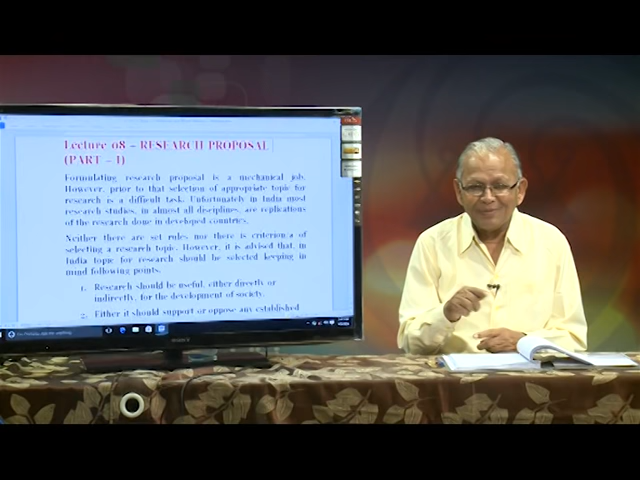 Lecture 08 – RESEARCH PROPOSAL
(PART – I)
Formulating research proposal is a mechanical job.
However, prior to that selection of appropriate topic for
research is a difficult task. Unfortunately in India most
research studies, in almost all disciplines, are replications
of the research done in developed countries.
Neither there are set rules nor there is criterion/a of
selecting a research topic. However, it is advised that, in
India topic for research should be selected keeping in
mind following points.
1. Research should be useful, either directly or
indirectly, for the development of society.
2. Either it should support or oppose any established
SONY